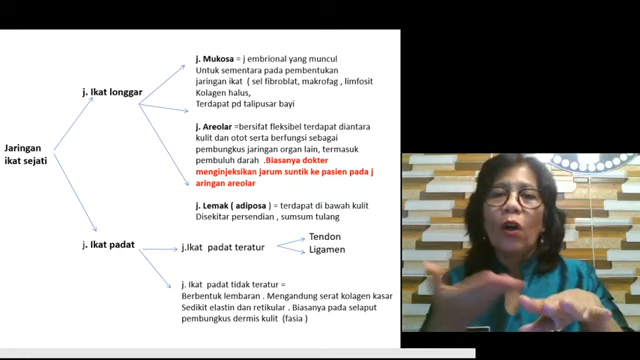 j. Mukosa = j embrional yang muncul
Untuk sementara pada pembentukan
jaringan ikat ( sel fibroblat, makrofag , limfosit
Kolagen halus,
Terdapat pd talipusar bayi
j. Ikat longgar
j. Areolar =bersifat fleksibel terdapat diantara
kulit dan otot serta berfungsi sebagai
pembungkus jaringan organ lain, termasuk
pembuluh darah .Biasanya dokter
menginjeksikan jarum suntik ke pasien pada j
aringan areolar
Jaringan
ikat sejati
j. Lemak ( adiposa ) = terdapat di bawah kulit
Disekitar persendian , sumsum tulang
j. Ikat padat
j.Ikat padat teratur
Tendon
Ligamen
j. Ikat padat tidak teratur =
Berbentuk lembaran . Mengandung serat kolagen kasar
Sedikit elastin dan retikular . Biasanya pada selaput
pembungkus dermis kulit (fasia )